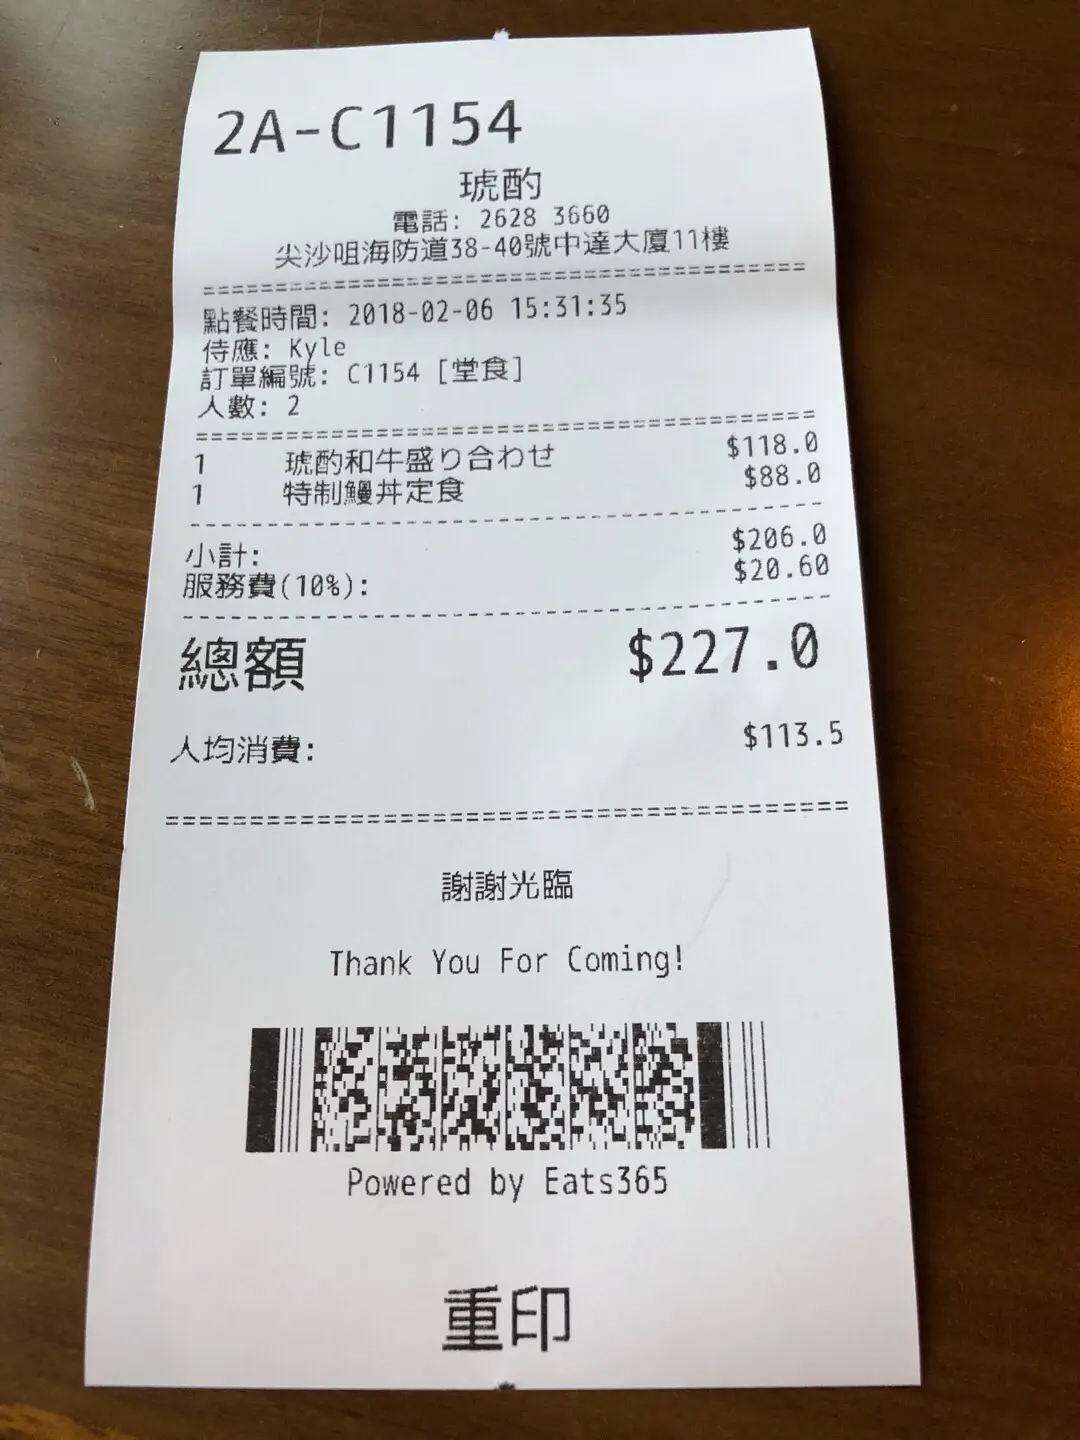 2A-C1154
琥酌
電話: 2628 3660
尖沙咀海防道38-40號中達大廈11樓
========================================
點餐時間: 2018-02-06 15:31:35
侍應: Kyle
訂單編號: C1154 [堂食]
人數: 2
========================================
1 琥酌和牛盛り合わせ $118.0
1 特制鰻丼定食 $88.0
----------------------------------------
小計: $206.0
服務費(10%): $20.60
----------------------------------------
總額 $227.0
人均消費: $113.5
========================================
謝謝光臨
Thank You For Coming!
Powered by Eats365
重印